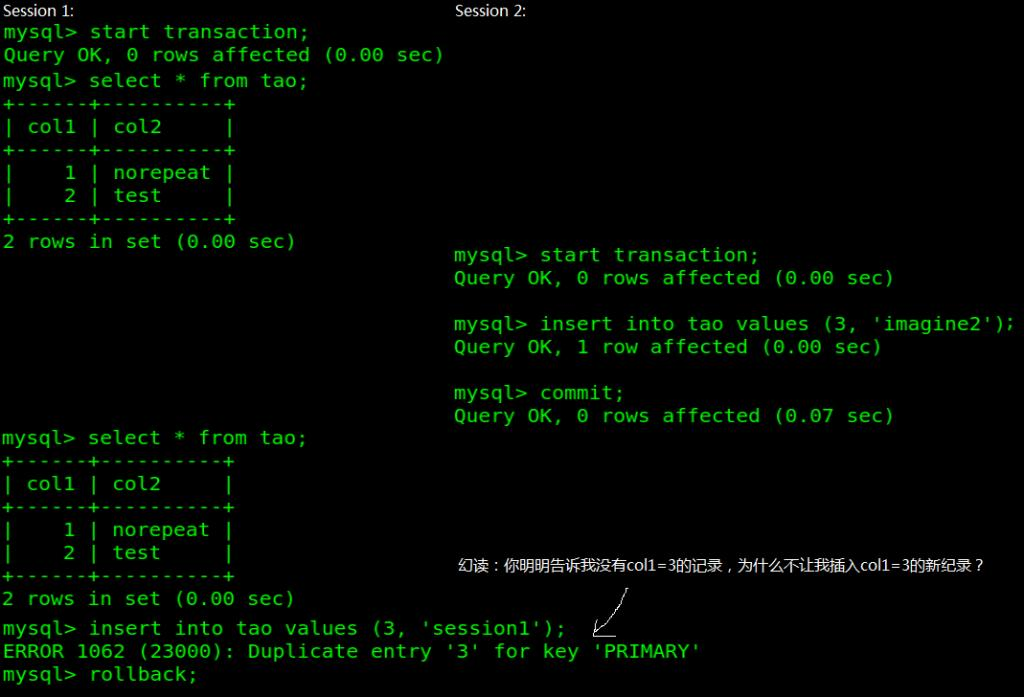 Session 1:
mysql> start transaction;
Query OK, 0 rows affected (0.00 sec)
mysql> select * from tao;
+------+----------+
| col1 | col2     |
+------+----------+
|    1 | norepeat |
|    2 | test     |
+------+----------+
2 rows in set (0.00 sec)
Session 2:
mysql> start transaction;
Query OK, 0 rows affected (0.00 sec)
mysql> insert into tao values (3, 'imagine2');
Query OK, 1 row affected (0.00 sec)
mysql> commit;
Query OK, 0 rows affected (0.07 sec)
mysql> select * from tao;
+------+----------+
| col1 | col2     |
+------+----------+
|    1 | norepeat |
|    2 | test     |
+------+----------+
2 rows in set (0.00 sec)
幻读：你明明告诉我没有col1=3的记录，为什么不让我插入col1=3的新纪录？
mysql> insert into tao values (3, 'session1');
ERROR 1062 (23000): Duplicate entry '3' for key 'PRIMARY'
mysql> rollback;